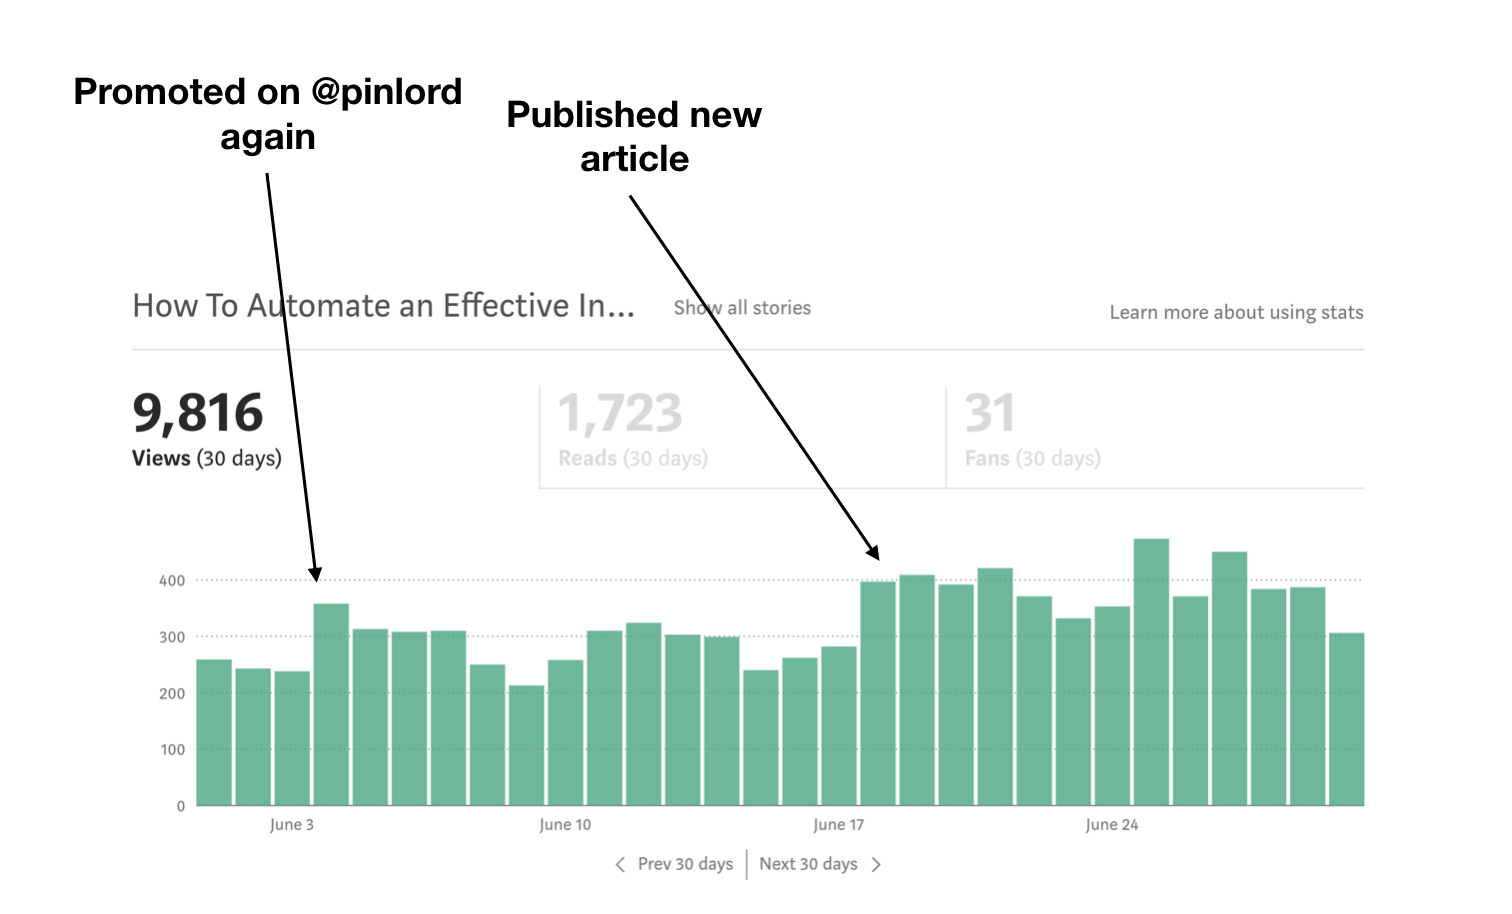 Promoted on @pinlord
again
Published new
article
How To Automate an Effective In...
Show all stories
Learn more about using stats
9,816
Views (30 days)
1,723
Reads (30 days)
31
Fans (30 days)
400
300
200
100
0
June 3
June 10
June 17
June 24
Prev 30 days
Next 30 days